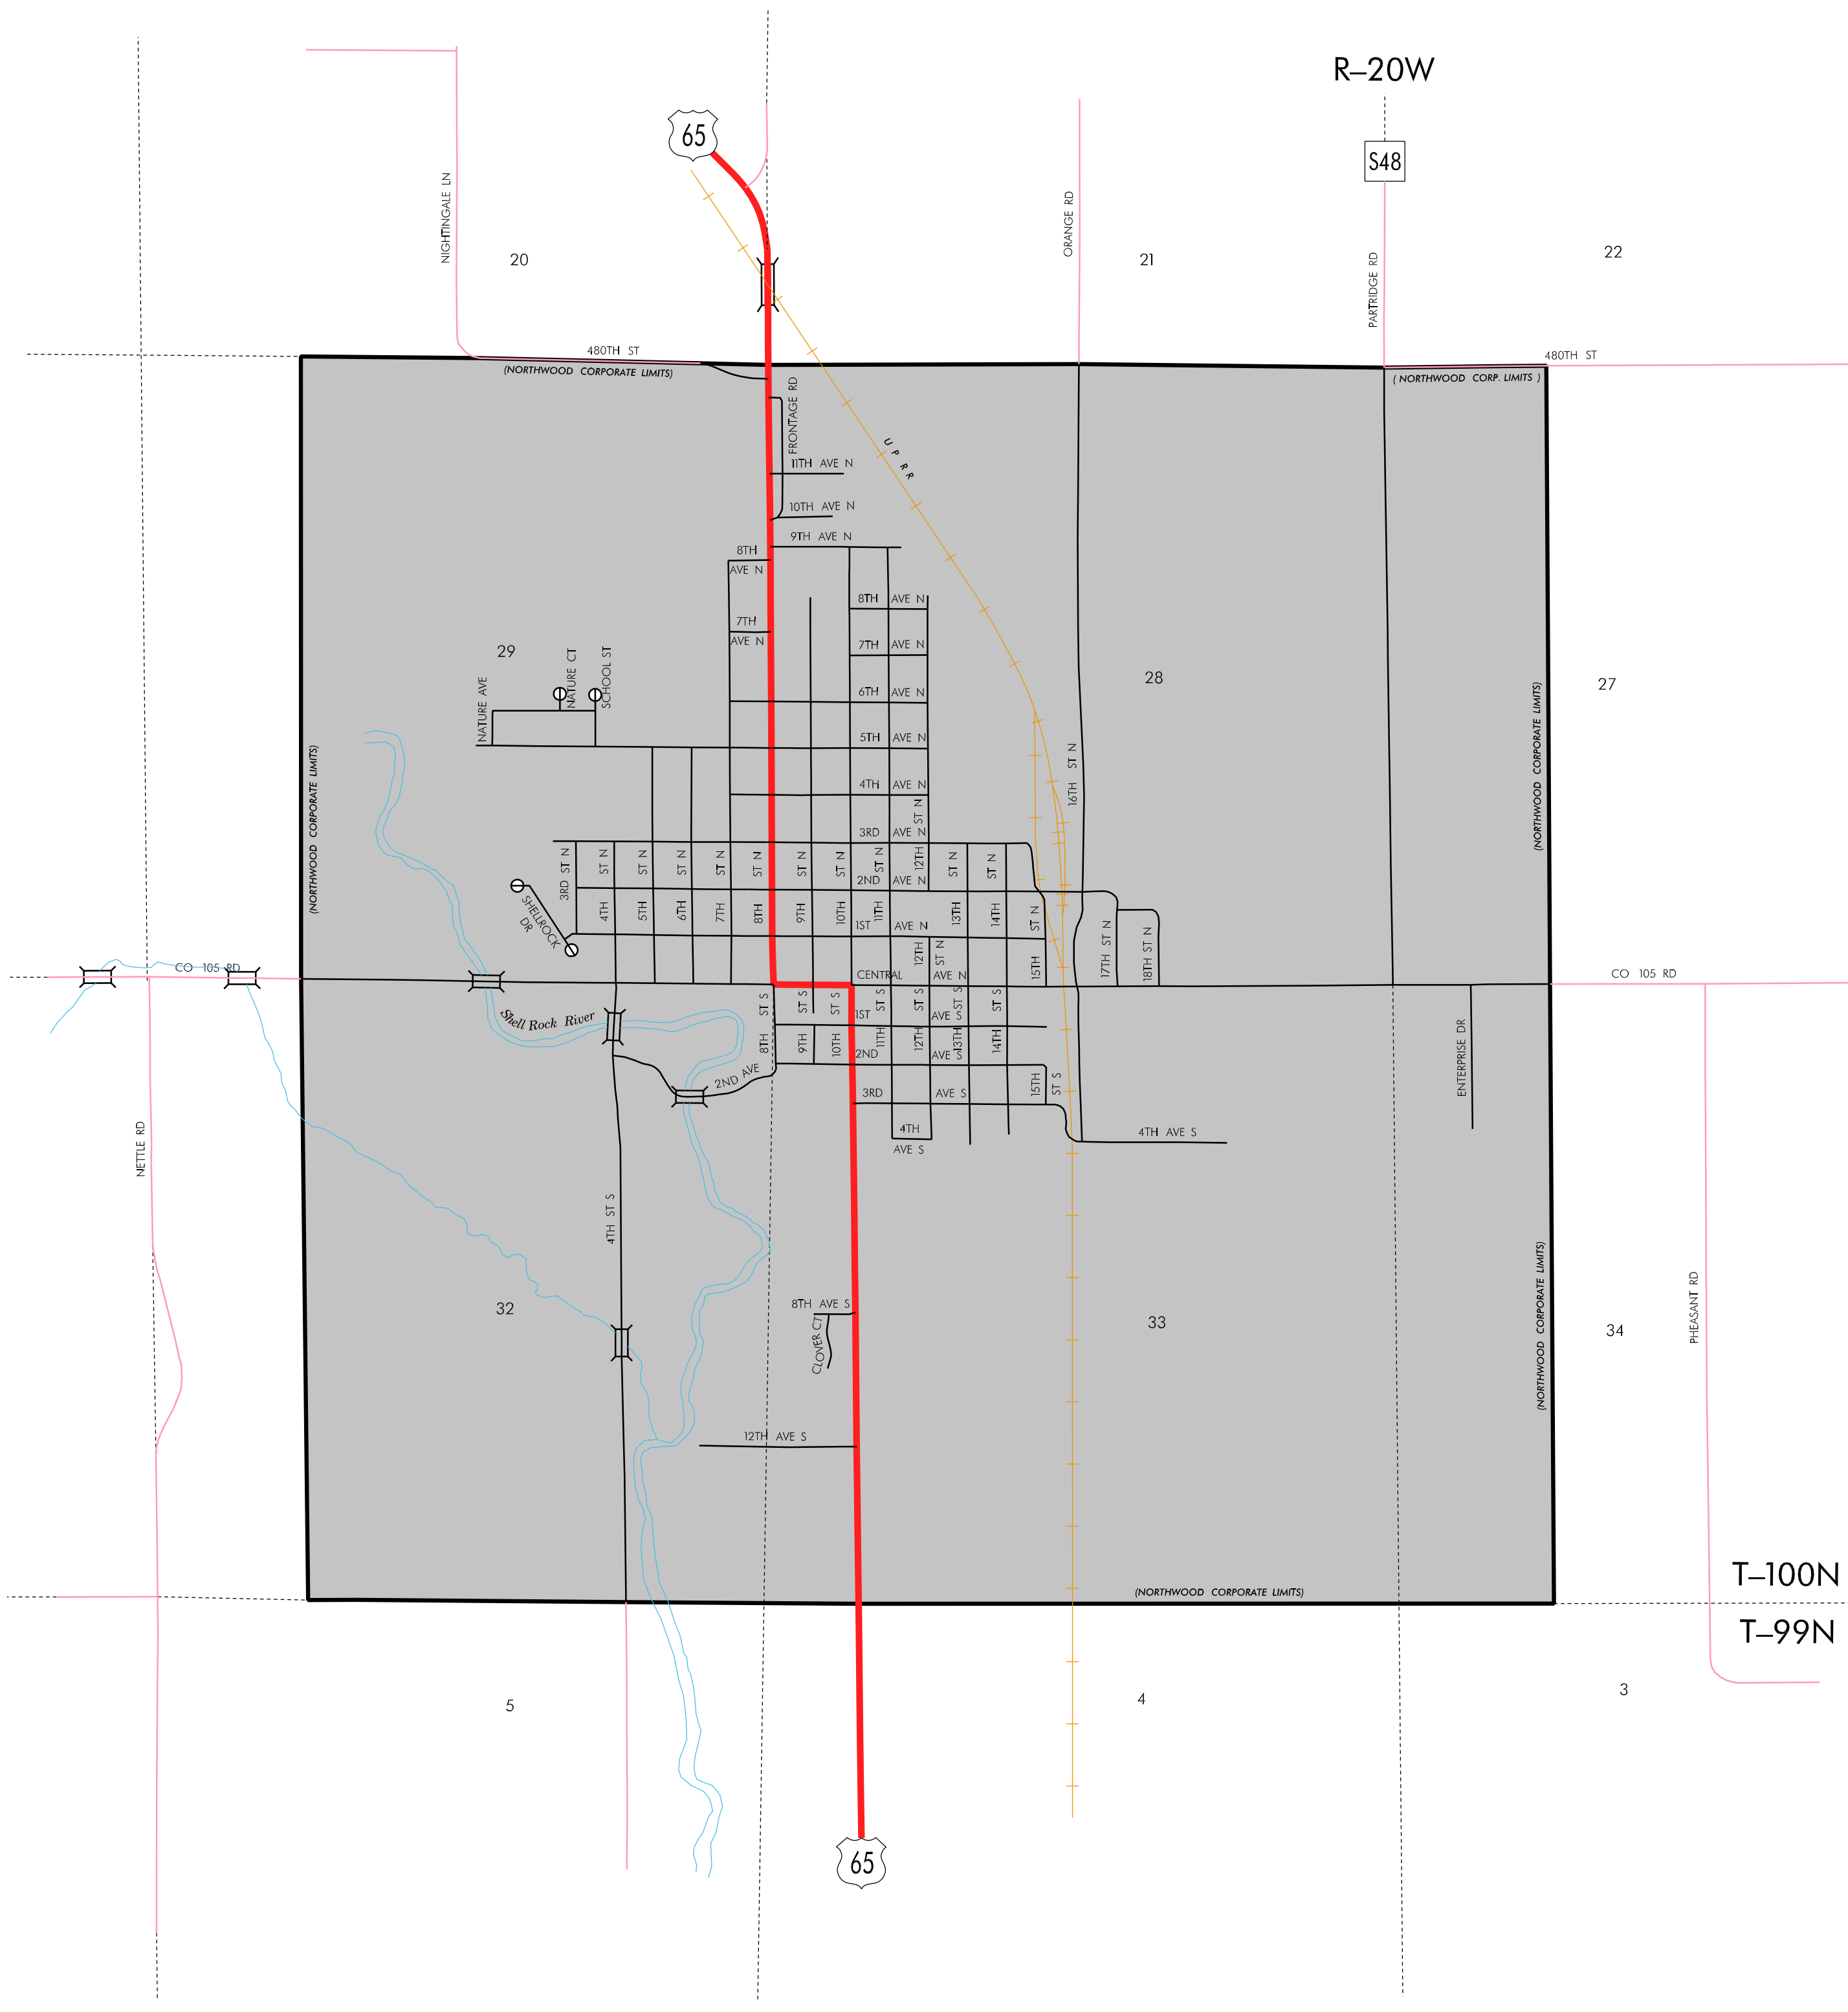 R–20W
65
S48
NIGHTINGALE LN
ORANGE RD
PARTRIDGE RD
20
21
22
480TH ST
(NORTHWOOD CORPORATE LIMITS)
480TH ST
( NORTHWOOD CORP. LIMITS )
FRONTAGE RD
U P R R
11TH AVE N
10TH AVE N
9TH AVE N
8TH
AVE N
8TH AVE N
7TH
AVE N
7TH AVE N
29
NATURE AVE
NATURE CT
SCHOOL ST
6TH AVE N
28
27
5TH AVE N
4TH AVE N
16TH ST N
(NORTHWOOD CORPORATE LIMITS)
(NORTHWOOD CORPORATE LIMITS)
3RD AVE N
12TH ST N
3RD ST N
4TH ST N
5TH ST N
6TH ST N
7TH ST N
8TH ST N
9TH ST N
10TH ST N
11TH ST N
13TH ST N
14TH ST N
2ND AVE N
SHELLROCK
DR
1ST AVE N
12TH ST N
15TH ST N
17TH ST N
18TH ST N
CO 105 RD
CENTRAL AVE N
CO 105 RD
Shell Rock River
8TH ST S
9TH ST S
10TH ST S
11TH ST S
12TH ST S
13TH ST S
14TH ST S
1ST AVE S
2ND AVE S
2ND AVE
15TH ST S
3RD AVE S
ENTERPRISE DR
4TH
AVE S
4TH AVE S
NETTLE RD
4TH ST S
8TH AVE S
CLOVER CT
32
33
34
PHEASANT RD
(NORTHWOOD CORPORATE LIMITS)
12TH AVE S
(NORTHWOOD CORPORATE LIMITS)
T–100N
T–99N
5
4
3
65